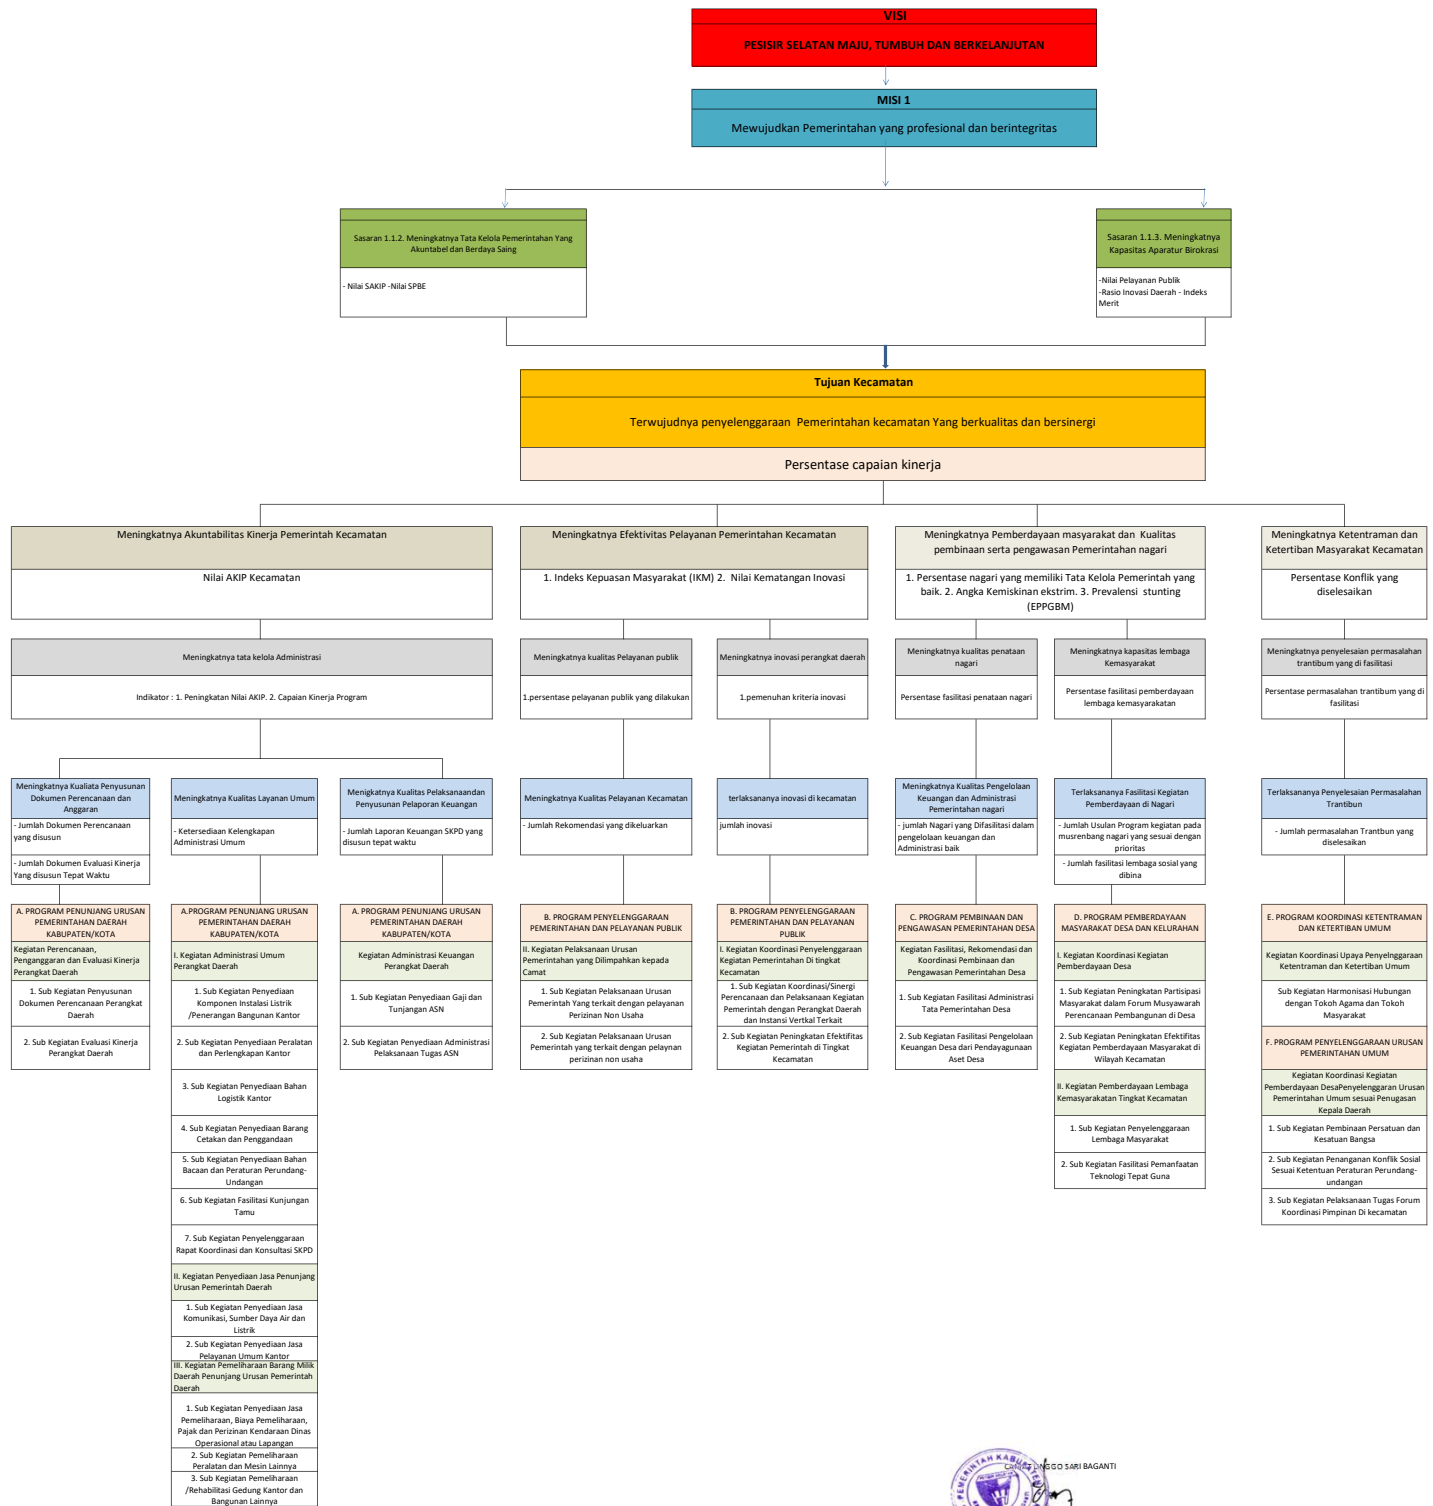 VISI
PESISIR SELATAN MAJU, TUMBUH DAN BERKELANJUTAN
MISI 1
Mewujudkan Pemerintahan yang profesional dan berintegritas
Sasaran 1.1.2. Meningkatnya Tata Kelola Pemerintahan Yang
Akuntabel dan Berdaya Saing
- Nilai SAKIP -Nilai SPBE
Sasaran 1.1.3. Meningkatnya
Kapasitas Aparatur Birokrasi
-Nilai Pelayanan Publik
-Rasio Inovasi Daerah - Indeks
Merit
Tujuan Kecamatan
Terwujudnya penyelenggaraan  Pemerintahan kecamatan Yang berkualitas dan bersinergi
Persentase capaian kinerja
Meningkatnya Akuntabilitas Kinerja Pemerintah Kecamatan
Nilai AKIP Kecamatan
Meningkatnya Efektivitas Pelayanan Pemerintahan Kecamatan
1. Indeks Kepuasan Masyarakat (IKM) 2.  Nilai Kematangan Inovasi
Meningkatnya Pemberdayaan masyarakat dan  Kualitas
pembinaan serta pengawasan Pemerintahan nagari
1. Persentase nagari yang memiliki Tata Kelola Pemerintah yang
baik. 2. Angka Kemiskinan ekstrim. 3. Prevalensi  stunting
(EPPGBM)
Meningkatnya Ketentraman dan
Ketertiban Masyarakat Kecamatan
Persentase Konflik yang
diselesaikan
Meningkatnya tata kelola Administrasi
Indikator : 1. Peningkatan Nilai AKIP. 2. Capaian Kinerja Program
Meningkatnya kualitas Pelayanan publik
1.persentase pelayanan publik yang dilakukan
Meningkatnya inovasi perangkat daerah
1.pemenuhan kriteria inovasi
Meningkatnya kualitas penataan
nagari
Persentase fasilitasi penataan nagari
Meningkatnya kapasitas lembaga
Kemasyarakat
Persentase fasilitasi pemberdayaan
lembaga kemasyarakatan
Meningkatnya penyelesaian permasalahan
trantibum yang di fasilitasi
Persentase permasalahan trantibum yang di
fasilitasi
Meningkatnya Kualiata Penyusunan
Dokumen Perencanaan dan
Anggaran
- Jumlah Dokumen Perencanaan
yang disusun
- Jumlah Dokumen Evaluasi Kinerja
Yang disusun Tepat Waktu
Meningkatnya Kualitas Layanan Umum
- Ketersediaan Kelengkapan
Administrasi Umum
Menigkatya Kualitas Pelaksanaandan
Penyusunan Pelaporan Keuangan
- Jumlah Laporan Keuangan SKPD yang
disusun tepat waktu
Meningkatnya Kualitas Pelayanan Kecamatan
- Jumlah Rekomendasi yang dikeluarkan
terlaksananya inovasi di kecamatan
jumlah inovasi
Meningkatnya Kualitas Pengelolaan
Keuangan dan Administrasi
Pemerintahan nagari
- jumlah Nagari yang Difasilitasi dalam
pengelolaan keuangan dan
Administrasi baik
Terlaksananya Fasilitasi Kegiatan
Pemberdayaan di Nagari
- Jumlah Usulan Program kegiatan pada
musrenbang nagari yang sesuai dengan
prioritas
- Jumlah fasilitasi lembaga sosial yang
dibina
Terlaksananya Penyelesaian Permasalahan
Trantibun
- Jumlah permasalahan Trantbun yang
diselesaikan
A. PROGRAM PENUNJANG URUSAN
PEMERINTAHAN DAERAH
KABUPATEN/KOTA
Kegiatan Perencanaan,
Penganggaran dan Evaluasi Kinerja
Perangkat Daerah
1. Sub Kegiatan Penyusunan
Dokumen Perencanaan Perangkat
Daerah
2. Sub Kegiatan Evaluasi Kinerja
Perangkat Daerah
A.PROGRAM PENUNJANG URUSAN
PEMERINTAHAN DAERAH
KABUPATEN/KOTA
I. Kegiatan Administrasi Umum
Perangkat Daerah
1. Sub Kegiatan Penyediaan
Komponen Instalasi Listrik
/Penerangan Bangunan Kantor
2. Sub Kegiatan Penyediaan Peralatan
dan Perlengkapan Kantor
3. Sub Kegiatan Penyediaan Bahan
Logistik Kantor
4. Sub Kegiatan Penyediaan Barang
Cetakan dan Penggandaan
5. Sub Kegiatan Penyediaan Bahan
Bacaan dan Peraturan Perundang-
Undangan
6. Sub Kegiatan Fasilitasi Kunjungan
Tamu
7. Sub Kegiatan Penyelenggaraan
Rapat Koordinasi dan Konsultasi SKPD
II. Kegiatan Penyediaan Jasa Penunjang
Urusan Pemerintah Daerah
1. Sub Kegiatan Penyediaan Jasa
Komunikasi, Sumber Daya Air dan
Listrik
2. Sub Kegiatan Penyediaan Jasa
Pelayanan Umum Kantor
III. Kegiatan Pemeliharaan Barang Milik
Daerah Penunjang Urusan Pemerintah
Daerah
1. Sub Kegiatan Penyediaan Jasa
Pemeliharaan, Biaya Pemeliharaan,
Pajak dan Perizinan Kendaraan Dinas
Operasional atau Lapangan
2. Sub Kegiatan Pemeliharaan
Peralatan dan Mesin Lainnya
3. Sub Kegiatan Pemeliharaan
/Rehabilitasi Gedung Kantor dan
Bangunan Lainnya
A. PROGRAM PENUNJANG URUSAN
PEMERINTAHAN DAERAH
KABUPATEN/KOTA
Kegiatan Administrasi Keuangan
Perangkat Daerah
1. Sub Kegiatan Penyediaan Gaji dan
Tunjangan ASN
2. Sub Kegiatan Penyediaan Administrasi
Pelaksanaan Tugas ASN
B. PROGRAM PENYELENGGARAAN
PEMERINTAHAN DAN PELAYANAN PUBLIK
II. Kegiatan Pelaksanaan Urusan
Pemerintahan yang Dilimpahkan kepada
Camat
1. Sub Kegiatan Pelaksanaan Urusan
Pemerintah Yang terkait dengan pelayanan
Perizinan Non Usaha
2. Sub Kegiatan Pelaksanaan Urusan
Pemerintah yang terkait dengan pelaynan
perizinan non usaha
B. PROGRAM PENYELENGGARAAN
PEMERINTAHAN DAN PELAYANAN
PUBLIK
I. Kegiatan Koordinasi Penyelenggaraan
Kegiatan Pemerintahan Di tingkat
Kecamatan
1. Sub Kegiatan Koordinasi/Sinergi
Perencanaan dan Pelaksanaan Kegiatan
Pemerintah dengan Perangkat Daerah
dan Instansi Vertkal Terkait
2. Sub Kegiatan Peningkatan Efektifitas
Kegiatan Pemerintah di Tingkat
Kecamatan
C. PROGRAM PEMBINAAN DAN
PENGAWASAN PEMERINTAHAN DESA
Kegiatan Fasilitasi, Rekomendasi dan
Koordinasi Pembinaan dan
Pengawasan Pemerintahan Desa
1. Sub Kegiatan Fasilitasi Administrasi
Tata Pemerintahan Desa
2. Sub Kegiatan Fasilitasi Pengelolaan
Keuangan Desa dari Pendayagunaan
Aset Desa
D. PROGRAM PEMBERDAYAAN
MASYARAKAT DESA DAN KELURAHAN
I. Kegiatan Koordinasi Kegiatan
Pemberdayaan Desa
1. Sub Kegiatan Peningkatan Partisipasi
Masyarakat dalam Forum Musyawarah
Perencanaan Pembangunan di Desa
2. Sub Kegiatan Peningkatan Efektifitas
Kegiatan Pemberdayaan Masyarakat di
Wilayah Kecamatan
II. Kegiatan Pemberdayaan Lembaga
Kemasyarakatan Tingkat Kecamatan
1. Sub Kegiatan Penyelenggaraan
Lembaga Masyarakat
2. Sub Kegiatan Fasilitasi Pemanfaatan
Teknologi Tepat Guna
E. PROGRAM KOORDINASI KETENTRAMAN
DAN KETERTIBAN UMUM
Kegiatan Koordinasi Upaya Penyelnggaraan
Ketentraman dan Ketertiban Umum
Sub Kegiatan Harmonisasi Hubungan
dengan Tokoh Agama dan Tokoh
Masyarakat
F. PROGRAM PENYELENGGARAAN URUSAN
PEMERINTAHAN UMUM
Kegiatan Koordinasi Kegiatan
Pemberdayaan DesaPenyelenggaran Urusan
Pemerintahan Umum sesuai Penugasan
Kepala Daerah
1. Sub Kegiatan Pembinaan Persatuan dan
Kesatuan Bangsa
2. Sub Kegiatan Penanganan Konflik Sosial
Sesuai Ketentuan Peraturan Perundang-
undangan
3. Sub Kegiatan Pelaksanaan Tugas Forum
Koordinasi Pimpinan Di kecamatan
SARI BAGANTI